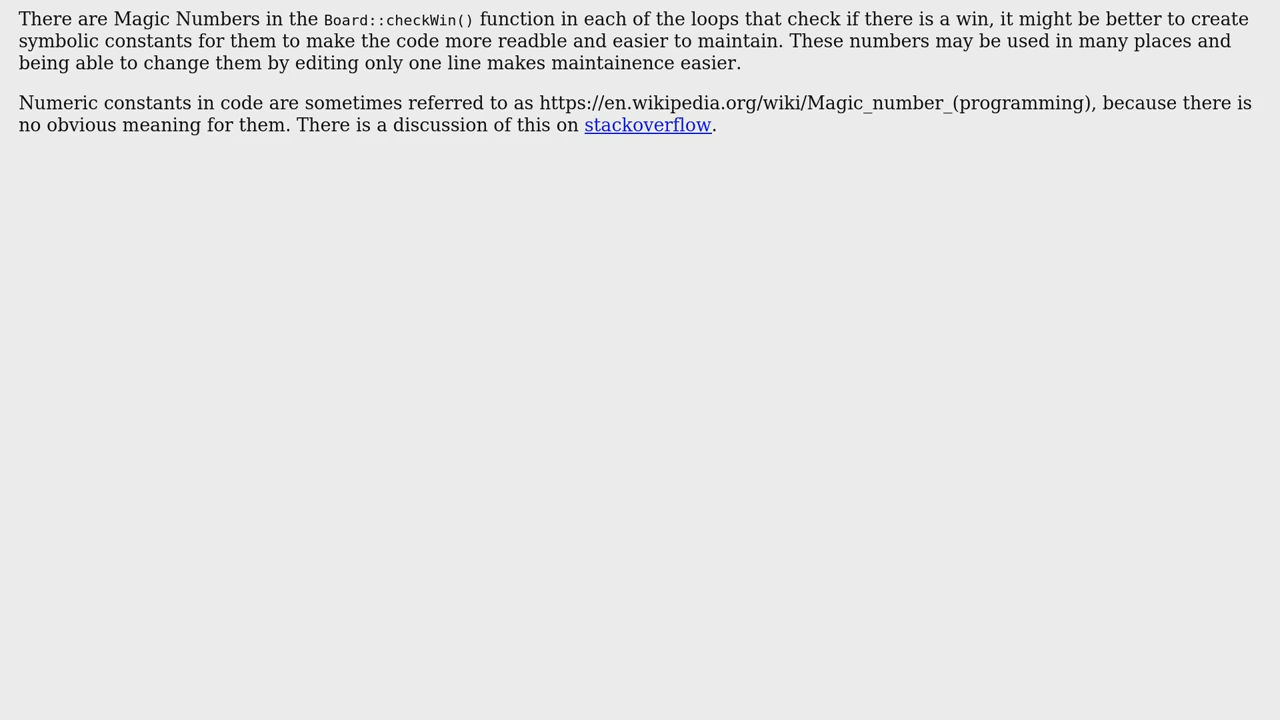 There are Magic Numbers in the Board::checkWin() function in each of the loops that check if there is a win, it might be better to create
symbolic constants for them to make the code more readble and easier to maintain. These numbers may be used in many places and
being able to change them by editing only one line makes maintainence easier.
Numeric constants in code are sometimes referred to as https://en.wikipedia.org/wiki/Magic_number_(programming), because there is
no obvious meaning for them. There is a discussion of this on stackoverflow.